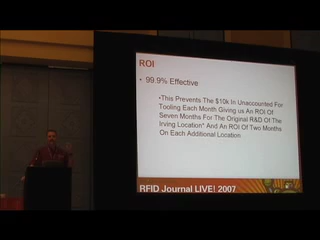 ROI
• 99.9% Effective
•This Prevents The $10k In Unaccounted For
Tooling Each Month Giving us An ROI Of
Seven Months For The Original R&D Of The
Irving Location* And An ROI Of Two Months
On Each Additional Location
RFID Journal LIVE! 2007